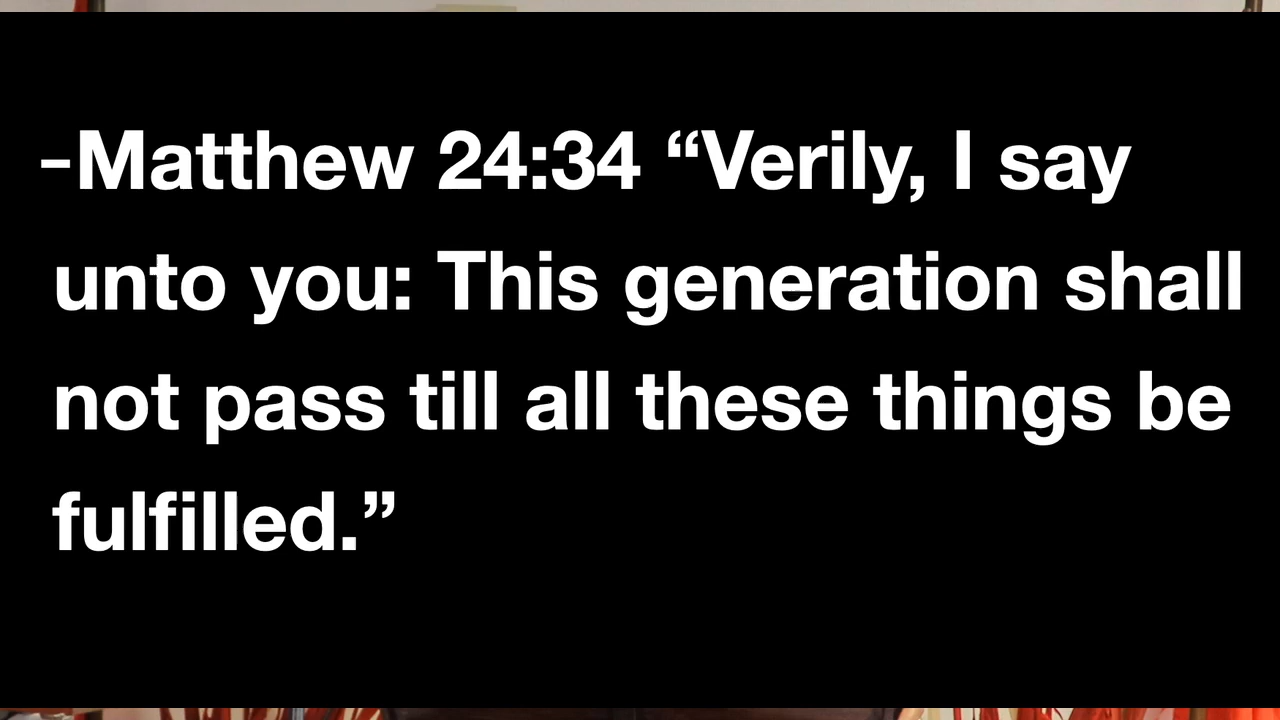 –Matthew 24:34 “Verily, I say
unto you: This generation shall
not pass till all these things be
fulfilled.”